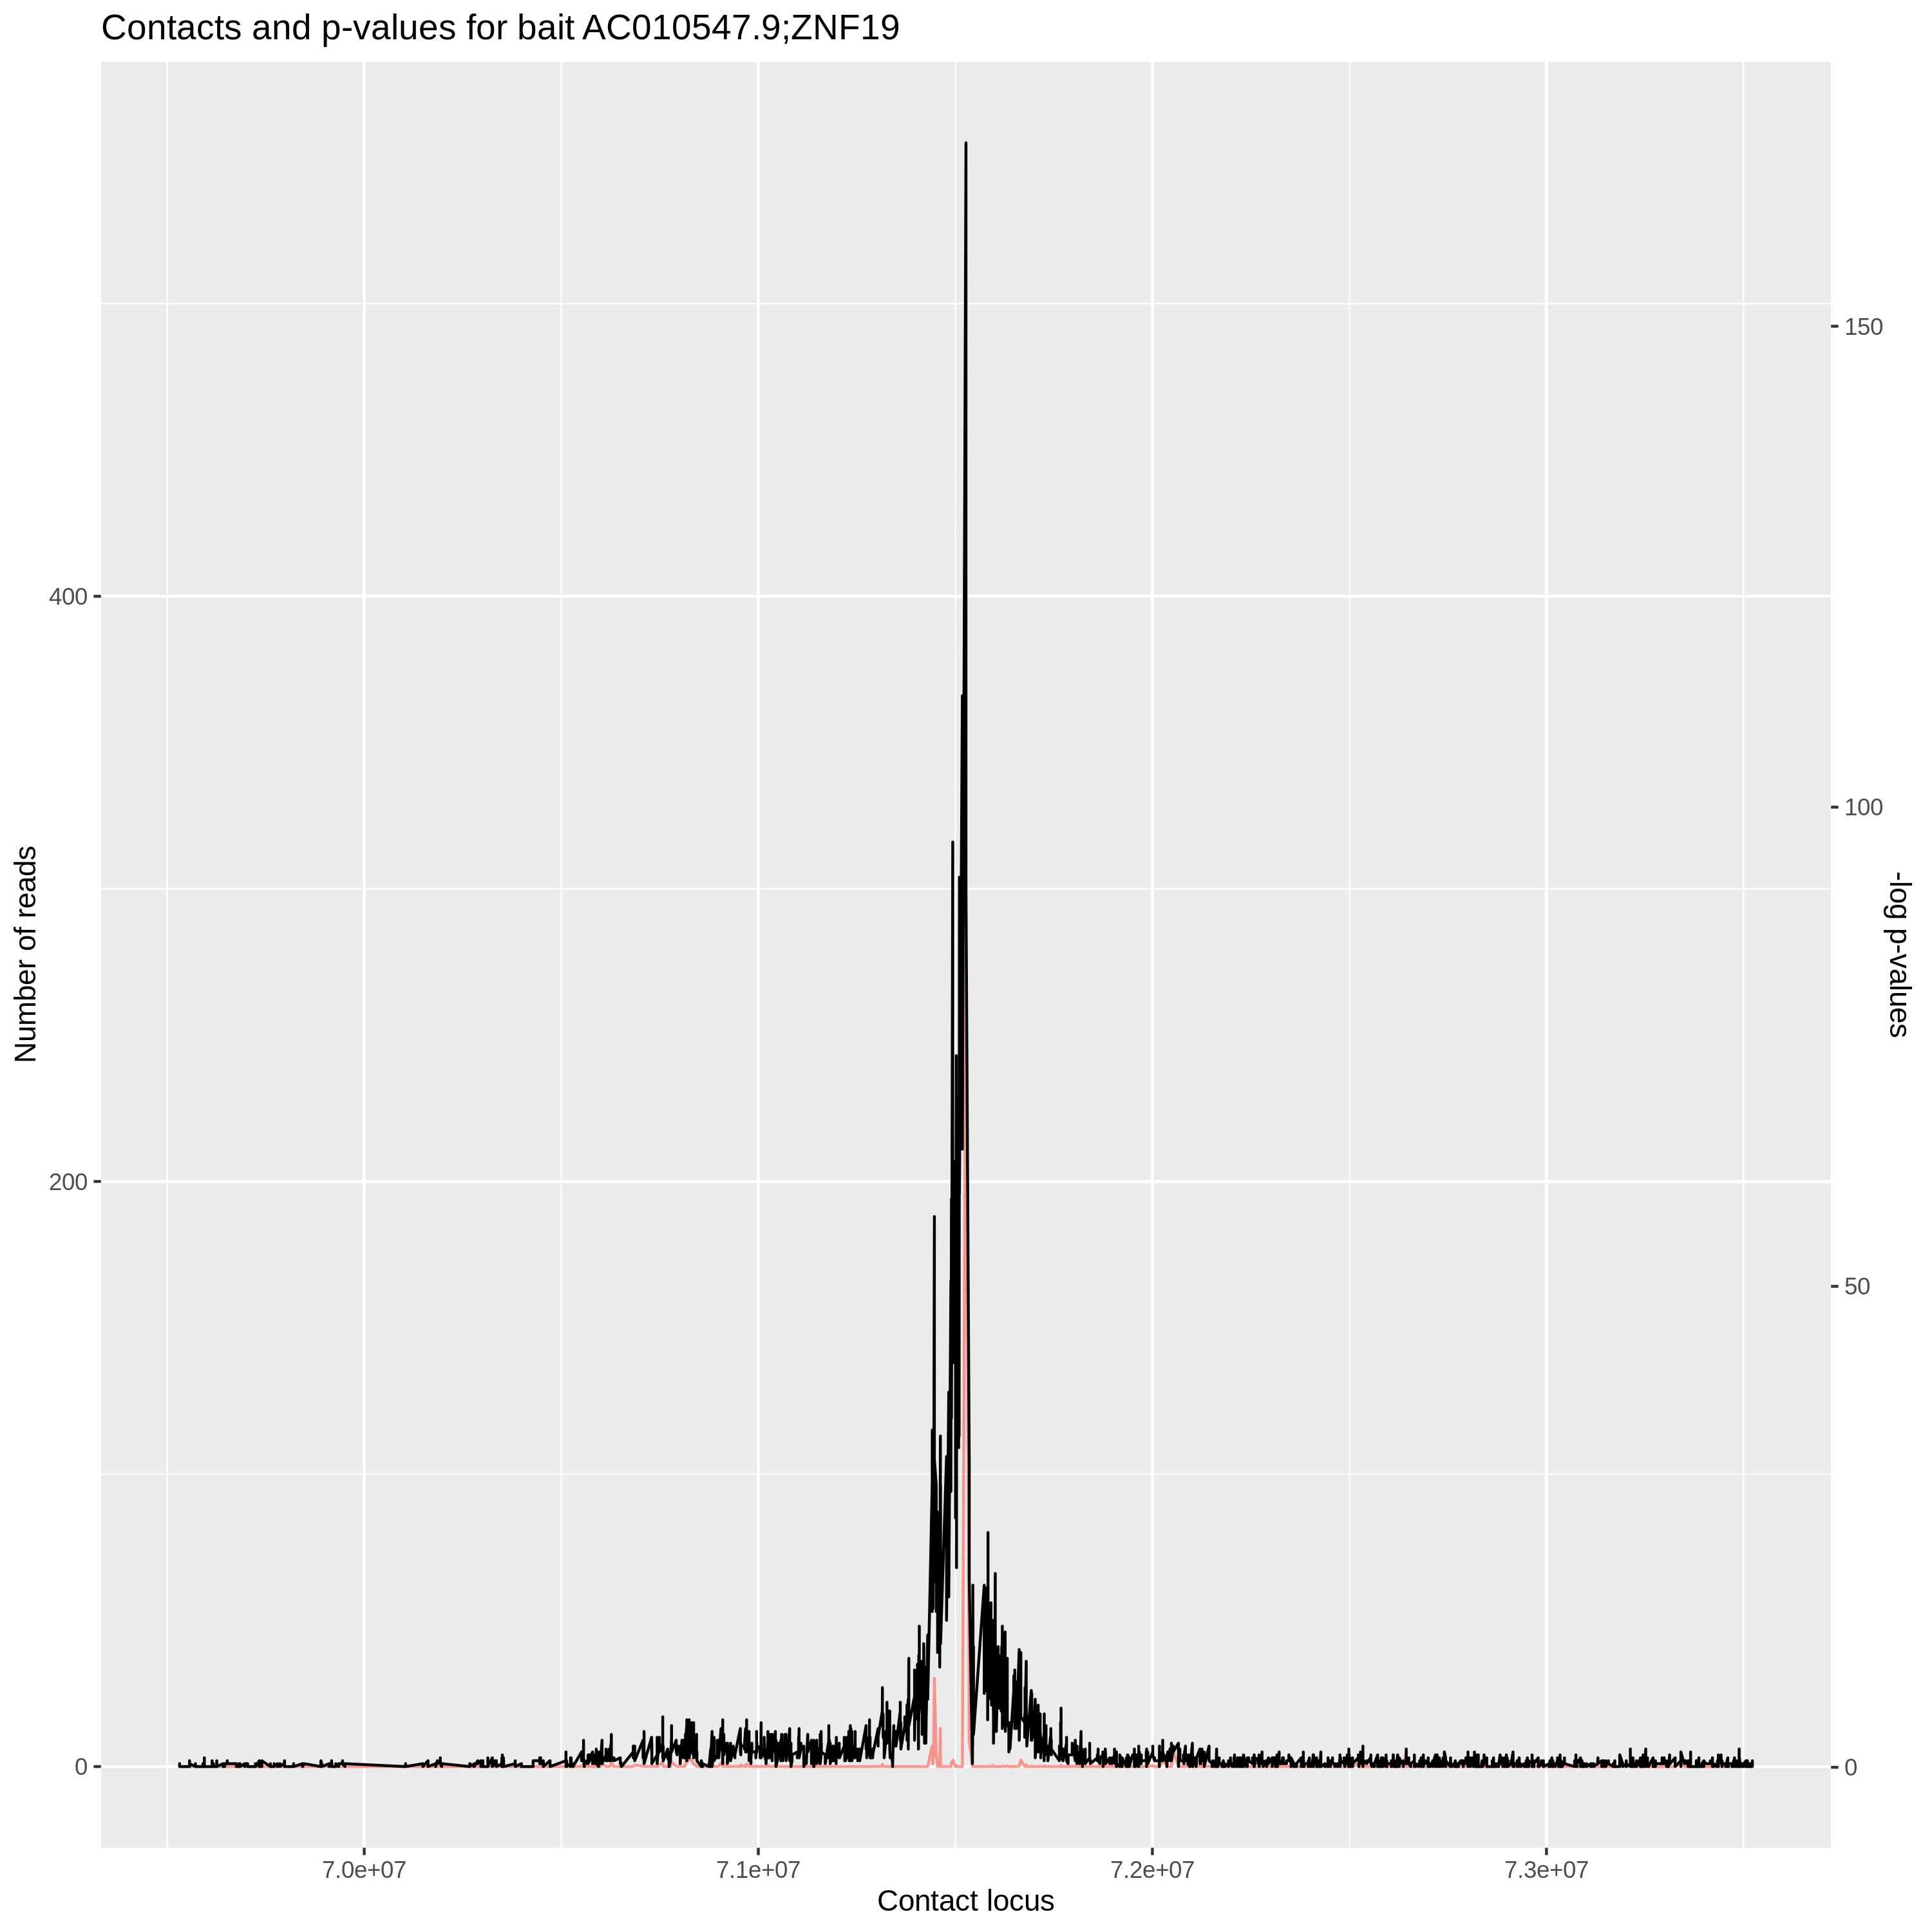 Contacts and p-values for bait AC010547.9;ZNF19
Number of reads
400
200
0
150
100
50
0
-log p-values
7.0e+07
7.1e+07
7.2e+07
7.3e+07
Contact locus